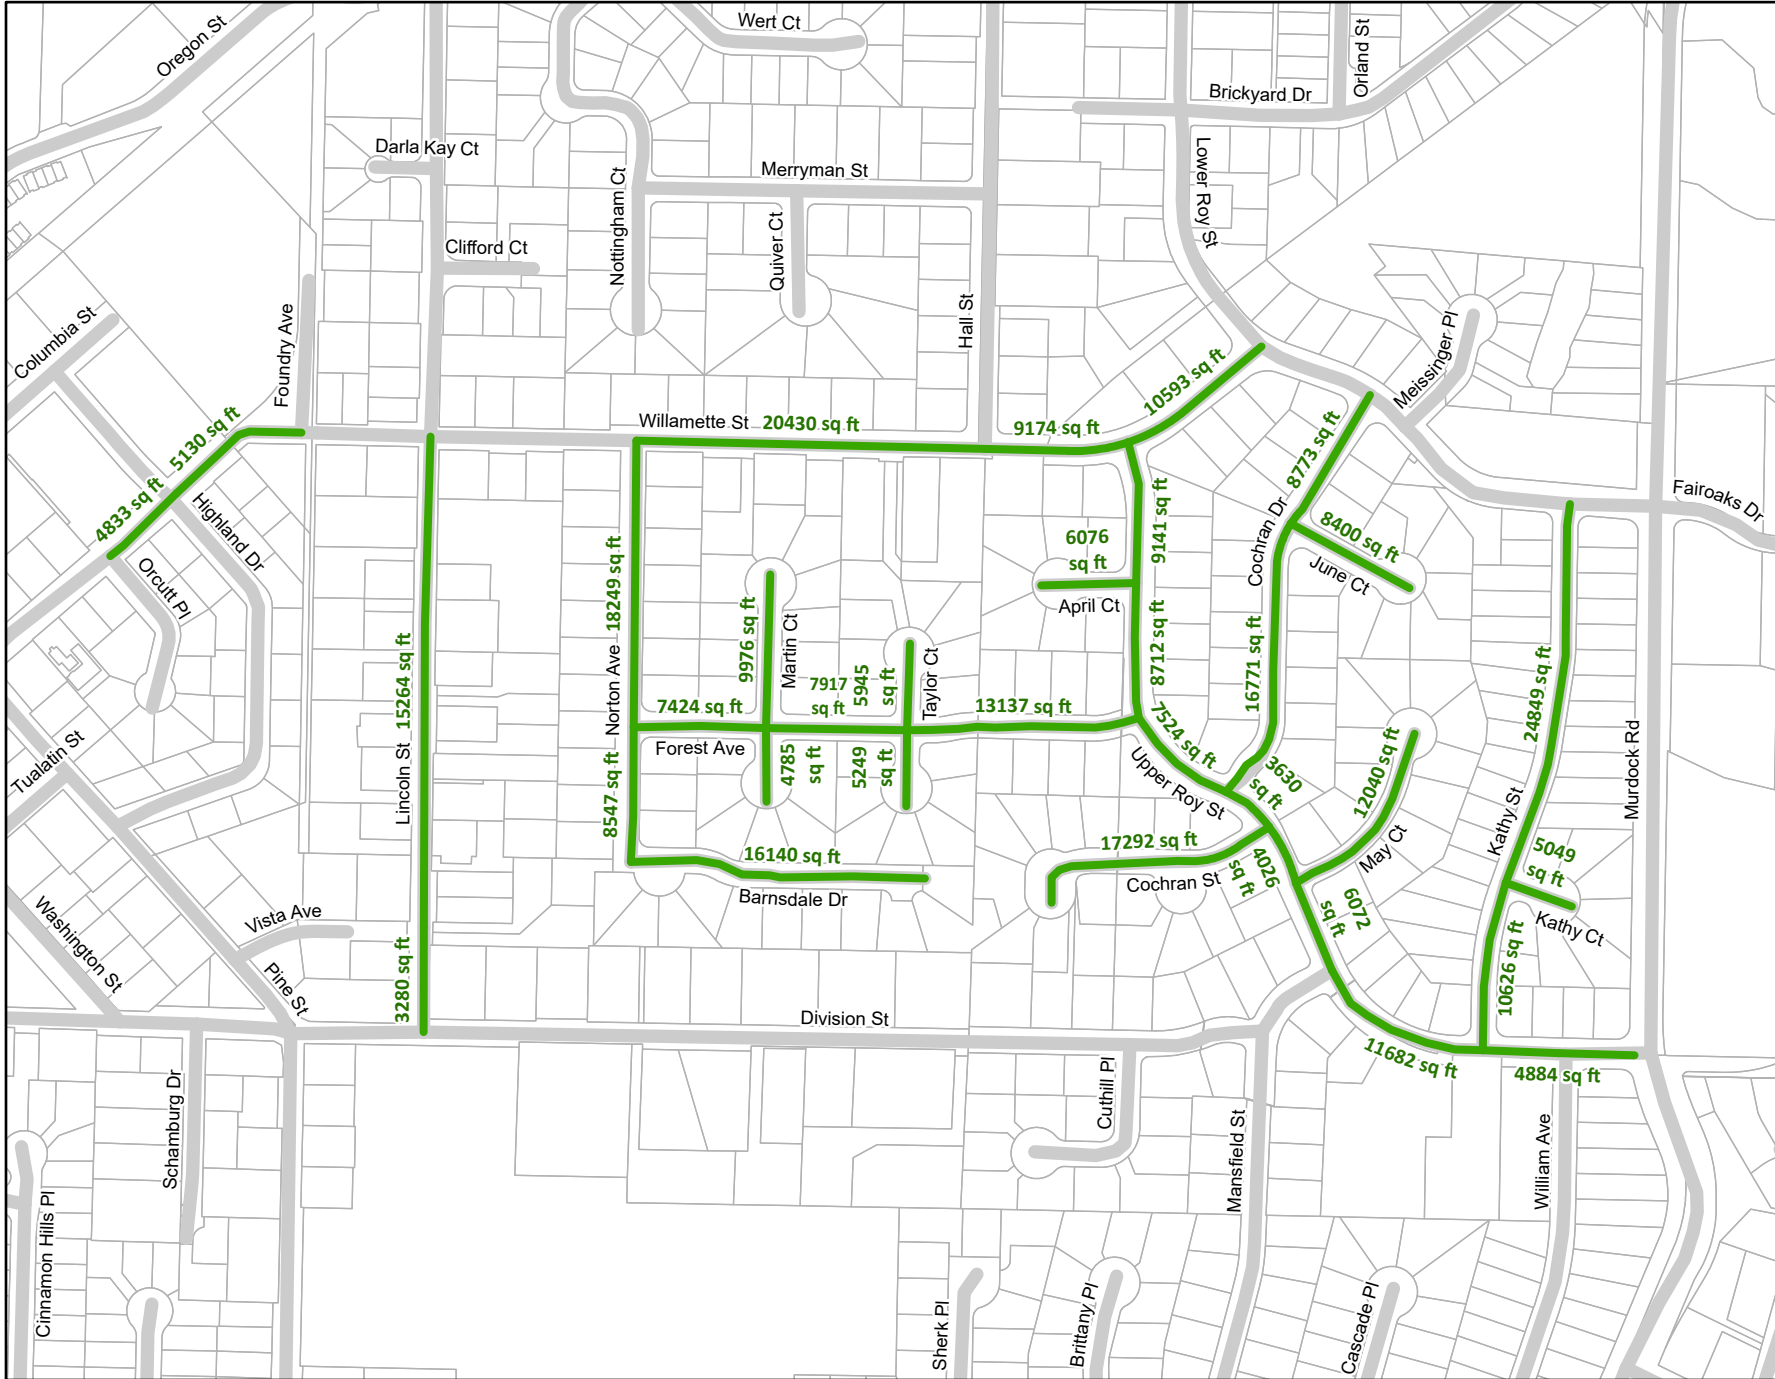 Wert Ct
Oregon St
Orland St
Brickyard Dr
Darla Kay Ct
Merryman St
Lower Roy St
Nottingham Ct
Quiver Ct
Clifford Ct
Hall St
Columbia St
Foundry Ave
Meissinger Pl
10593 sq ft
Willamette St
20430 sq ft
9174 sq ft
5130 sq ft
8773 sq ft
4833 sq ft
Highland Dr
Fairoaks Dr
9141 sq ft
6076
sq ft
Cochran Dr
8400 sq ft
June Ct
Orcutt Pl
18249 sq ft
April Ct
9976 sq ft
Martin Ct
8712 sq ft
15264 sq ft
Norton Ave
7917
sq ft
5945
sq ft
Taylor Ct
16771 sq ft
24849 sq ft
7424 sq ft
13137 sq ft
7524 sq ft
Forest Ave
4785
sq ft
5249
sq ft
Tualatin St
Lincoln St
8547 sq ft
Upper Roy St
3630
sq ft
12040 sq ft
Murdock Rd
Kathy St
May Ct
17292 sq ft
16140 sq ft
4026
sq ft
5049
sq ft
Cochran St
Barnsdale Dr
6072
sq ft
Kathy Ct
Washington St
Vista Ave
3280 sq ft
Pine St
10626 sq ft
Division St
11682 sq ft
4884 sq ft
Cuthill Pl
Schamburg Dr
Mansfield St
William Ave
Cinnamon Hills Pl
Sherk Pl
Brittany Pl
Cascade Pl